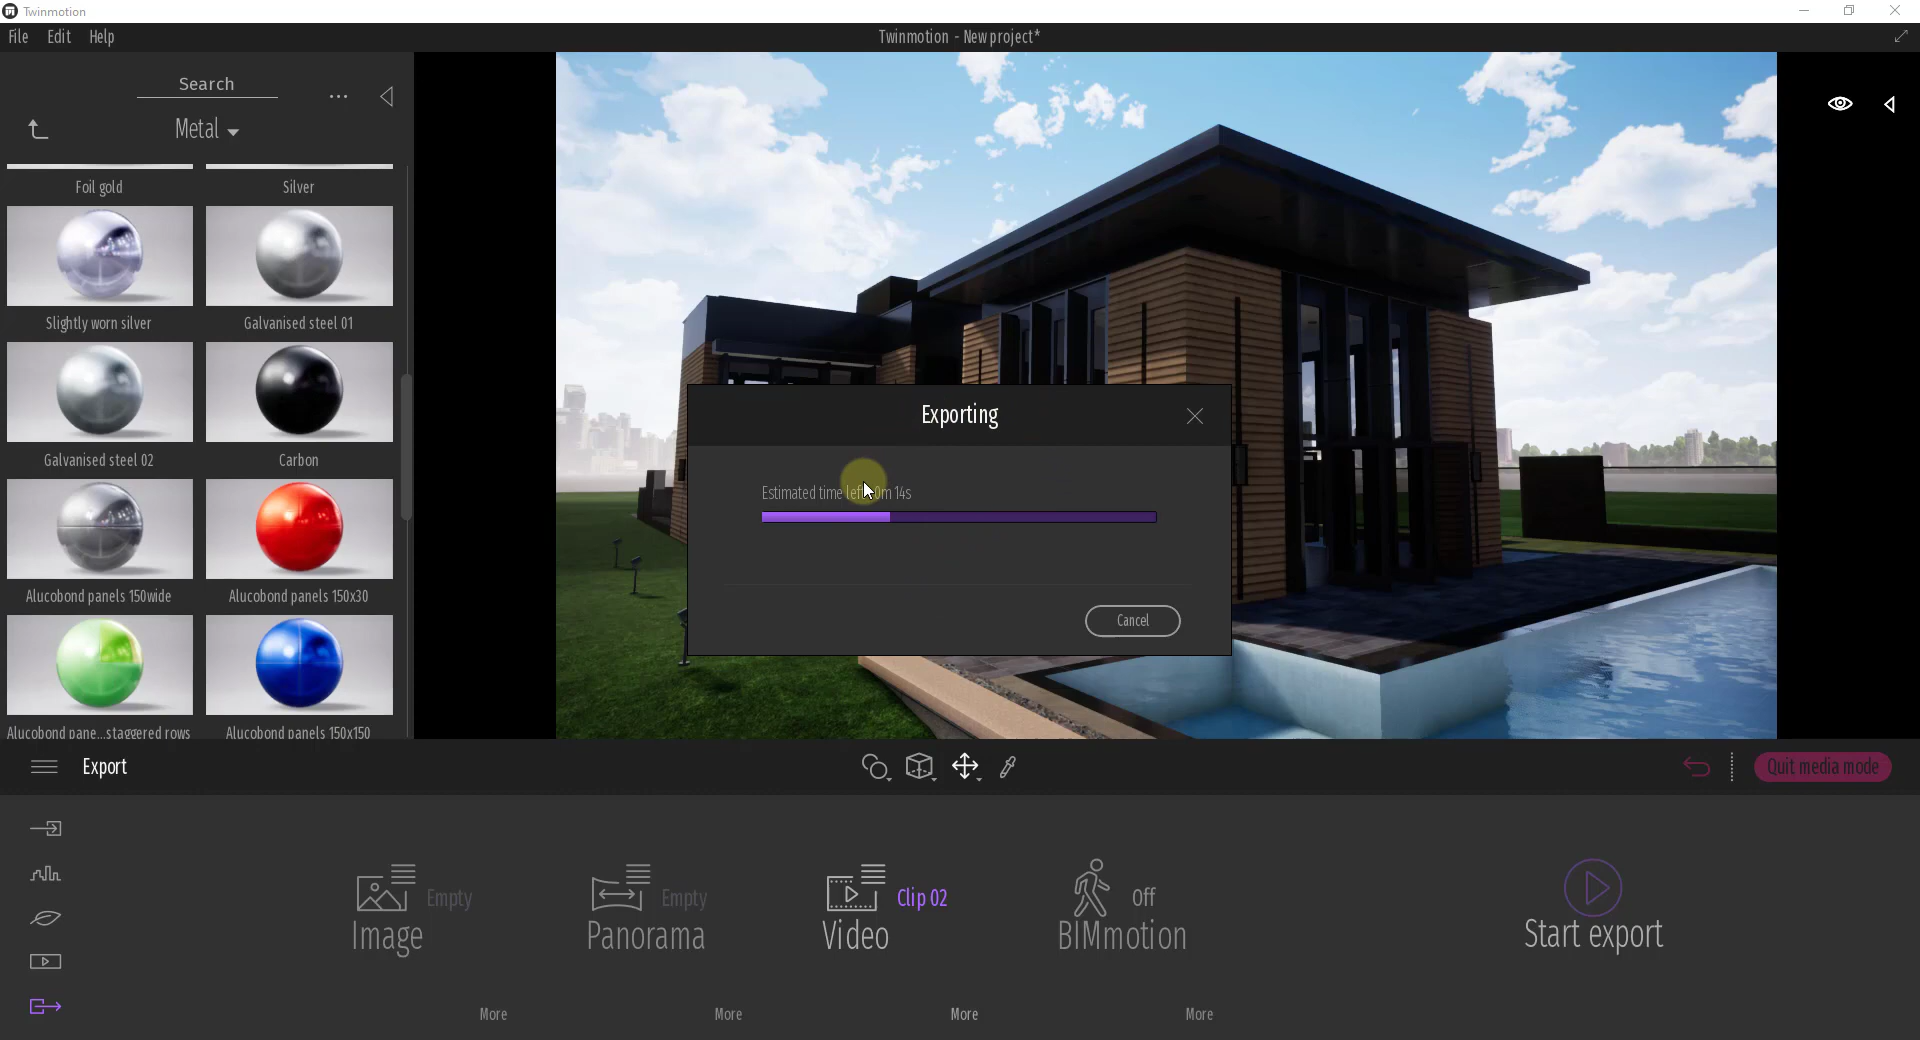 Twinmotion
File Edit Help
Twinmotion - New project*
Search
Metal
Foil gold
Silver
Slightly worn silver
Galvanised steel 01
Galvanised steel 02
Carbon
Alucobond panels 150wide
Alucobond panels 150x30
Alucobond pane...staggered rows
Alucobond panels 150x150
Exporting
Estimated time left 0m 14s
Cancel
Export
Quit media mode
Empty
Image
Empty
Panorama
Clip 02
Video
Off
BIMmotion
Start export
More
More
More
More